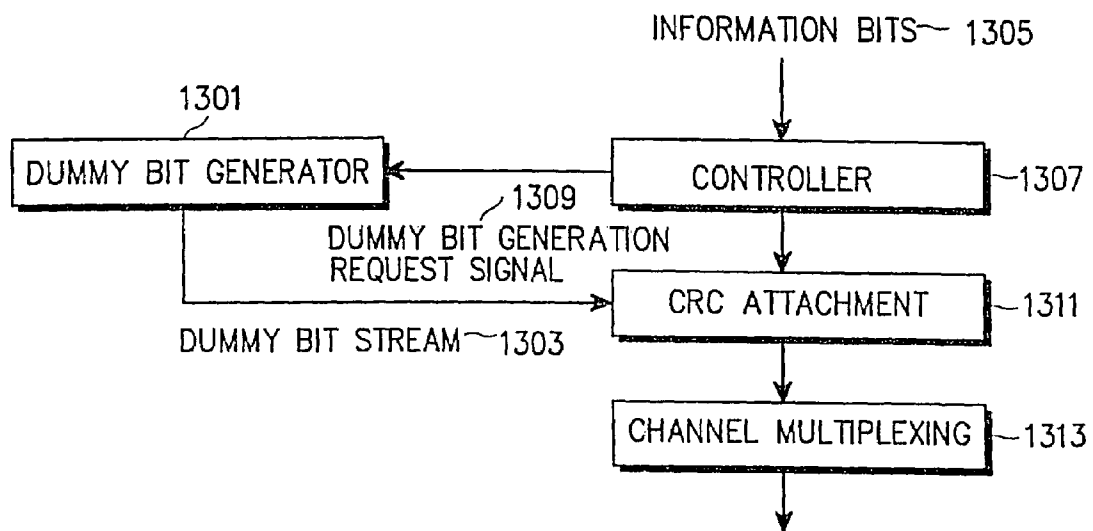 INFORMATION BITS 1305
1301
DUMMY BIT GENERATOR
CONTROLLER
1307
1309
DUMMY BIT GENERATION
REQUEST SIGNAL
CRC ATTACHMENT
1311
DUMMY BIT STREAM 1303
CHANNEL MULTIPLEXING
1313